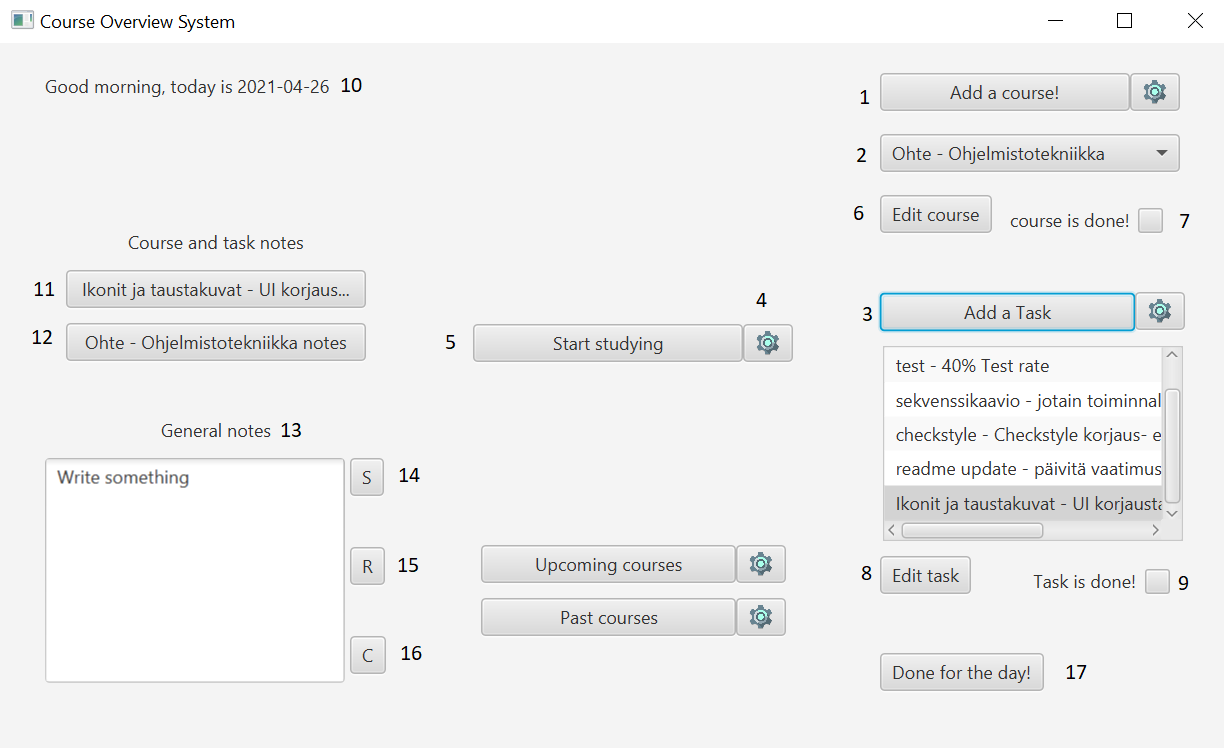 Course Overview System
Good morning, today is 2021-04-26 10
1 Add a course!
2 Ohte - Ohjelmistotekniikka
6 Edit course course is done! 7
Course and task notes
11 Ikonit ja taustakuvat - UI korjaus...
12 Ohte - Ohjelmistotekniikka notes
4
5 Start studying
3 Add a Task
test - 40% Test rate
sekvenssikaavio - jotain toiminnal
checkstyle - Checkstyle korjaus- e
readme update - päivitä vaatimus
Ikonit ja taustakuvat - UI korjausta
General notes 13
Write something
S 14
R 15
C 16
Upcoming courses
Past courses
8 Edit task Task is done! 9
Done for the day! 17